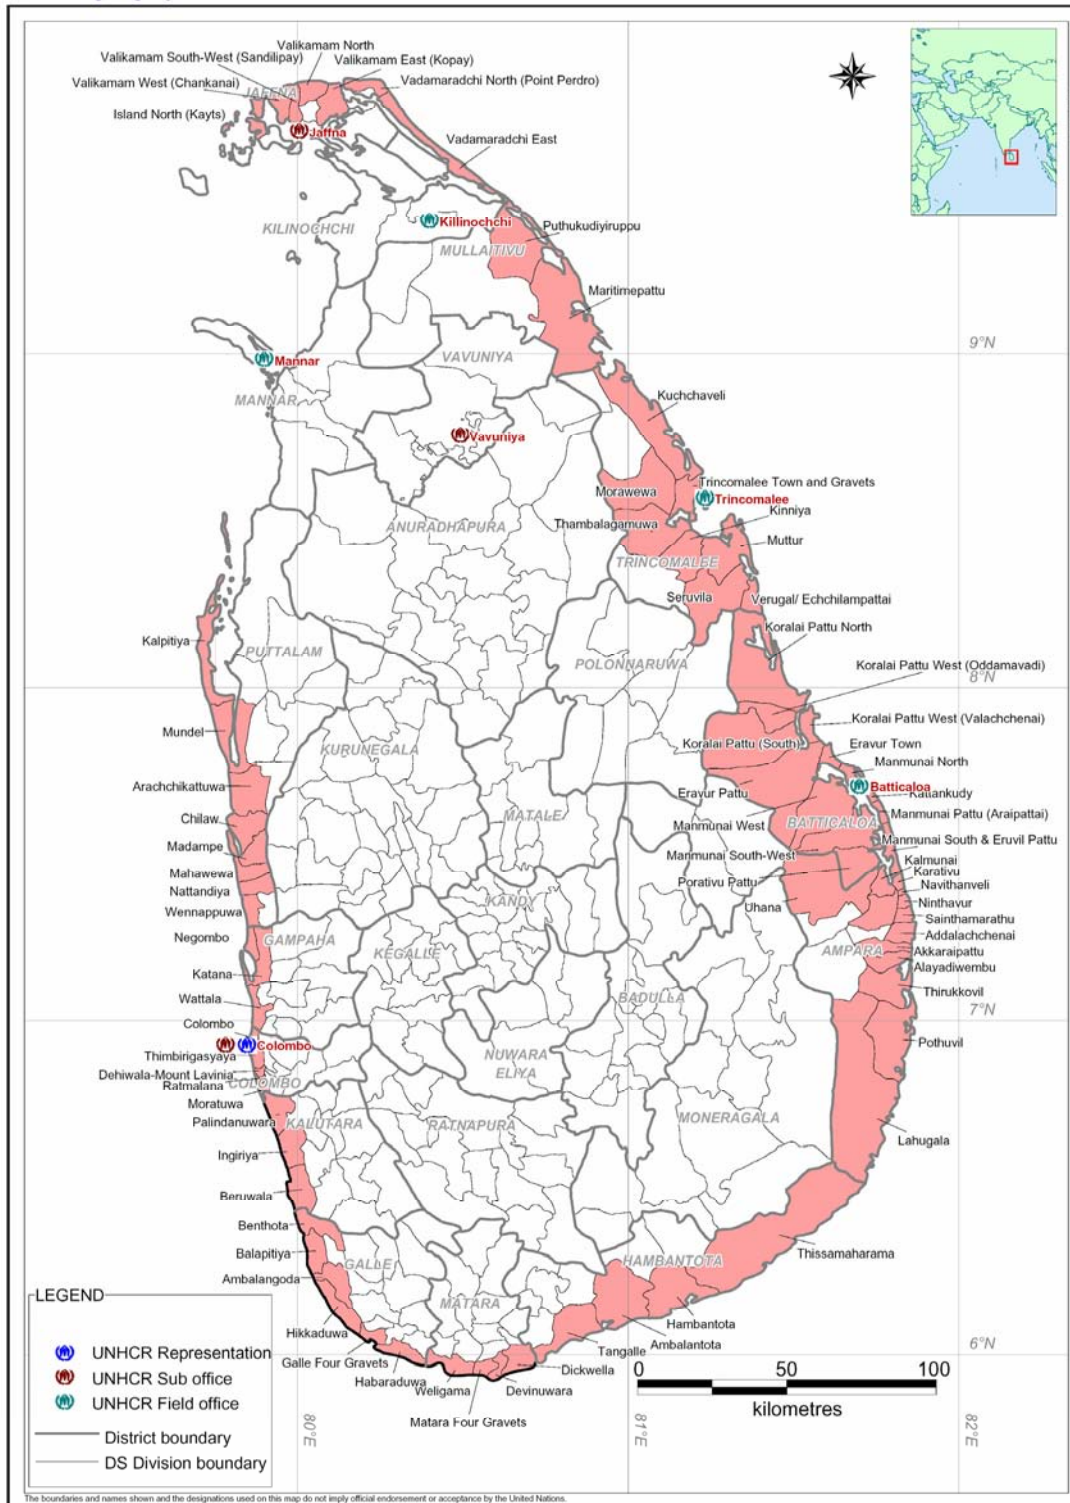 Valikamam North
Valikamam South-West (Sandilipay)
Valikamam East (Kopay)
Valikamam West (Chankanai)
Vadamaradchi North (Point Perdro)
JAFFNA
Island North (Kayts)
Jaffna
Vadamaradchi East
KILINOCHCHI
Killinochchi
Puthukudiyiruppu
MULLAITIVU
Maritimepattu
9°N
Mannar
VAVUNIYA
MANNAR
Kuchchaveli
Vavuniya
Trincomalee Town and Gravets
Morawewa
Trincomalee
Kinniya
Thambalagamuwa
ANURADHAPURA
Muttur
TRINCOMALEE
Seruvila
Verugal/ Echchilampattai
Koralai Pattu North
Kalpitiya
PUTTALAM
POLONNARUWA
Koralai Pattu West (Oddamavadi)
8°N
Koralai Pattu West (Valachchenai)
Mundel
Koralai Pattu (South)
Eravur Town
KURUNEGALA
Manmunai North
Arachchikattuwa
Batticaloa
Eravur Pattu
Kattankudy
MATALE
Manmunai Pattu (Araipattai)
Chilaw
Manmunai West
BATTICALOA
Madampe
Manmunai South & Eruvil Pattu
Manmunai South-West
Kalmunai
Mahawewa
Karativu
Porativu Pattu
Navithanveli
Nattandiya
KANDY
Uhana
Ninthavur
Wennappuwa
Sainthamarathu
Negombo
GAMPAHA
Addalachchenai
KEGALLE
AMPARA
Akkaraipattu
Alayadiwembu
Katana
Thirukkovil
Wattala
BADULLA
7°N
Colombo
Pothuvil
Colombo
Thimbirigasyaya
NUWARA
ELIYA
Dehiwala-Mount Lavinia
Ratmalana
COLOMBO
Moratuwa
Palindanuwara
KALUTARA
RATNAPURA
MONERAGALA
Lahugala
Ingiriya
Beruwala
Benthota
Thissamaharama
Balapitiya
GALLE
HAMBANTOTA
Ambalangoda
MATARA
Hambantota
Hikkaduwa
Ambalantota
Tangalle
6°N
Galle Four Gravets
Dickwella
Habaraduwa
Weligama
Devinuwara
Matara Four Gravets
LEGEND
UNHCR Representation
UNHCR Sub office
UNHCR Field office
District boundary
DS Division boundary
0 50 100
kilometres
80°E
81°E
82°E
The boundaries and names shown and the designations used on this map do not imply official endorsement or acceptance by the United Nations.